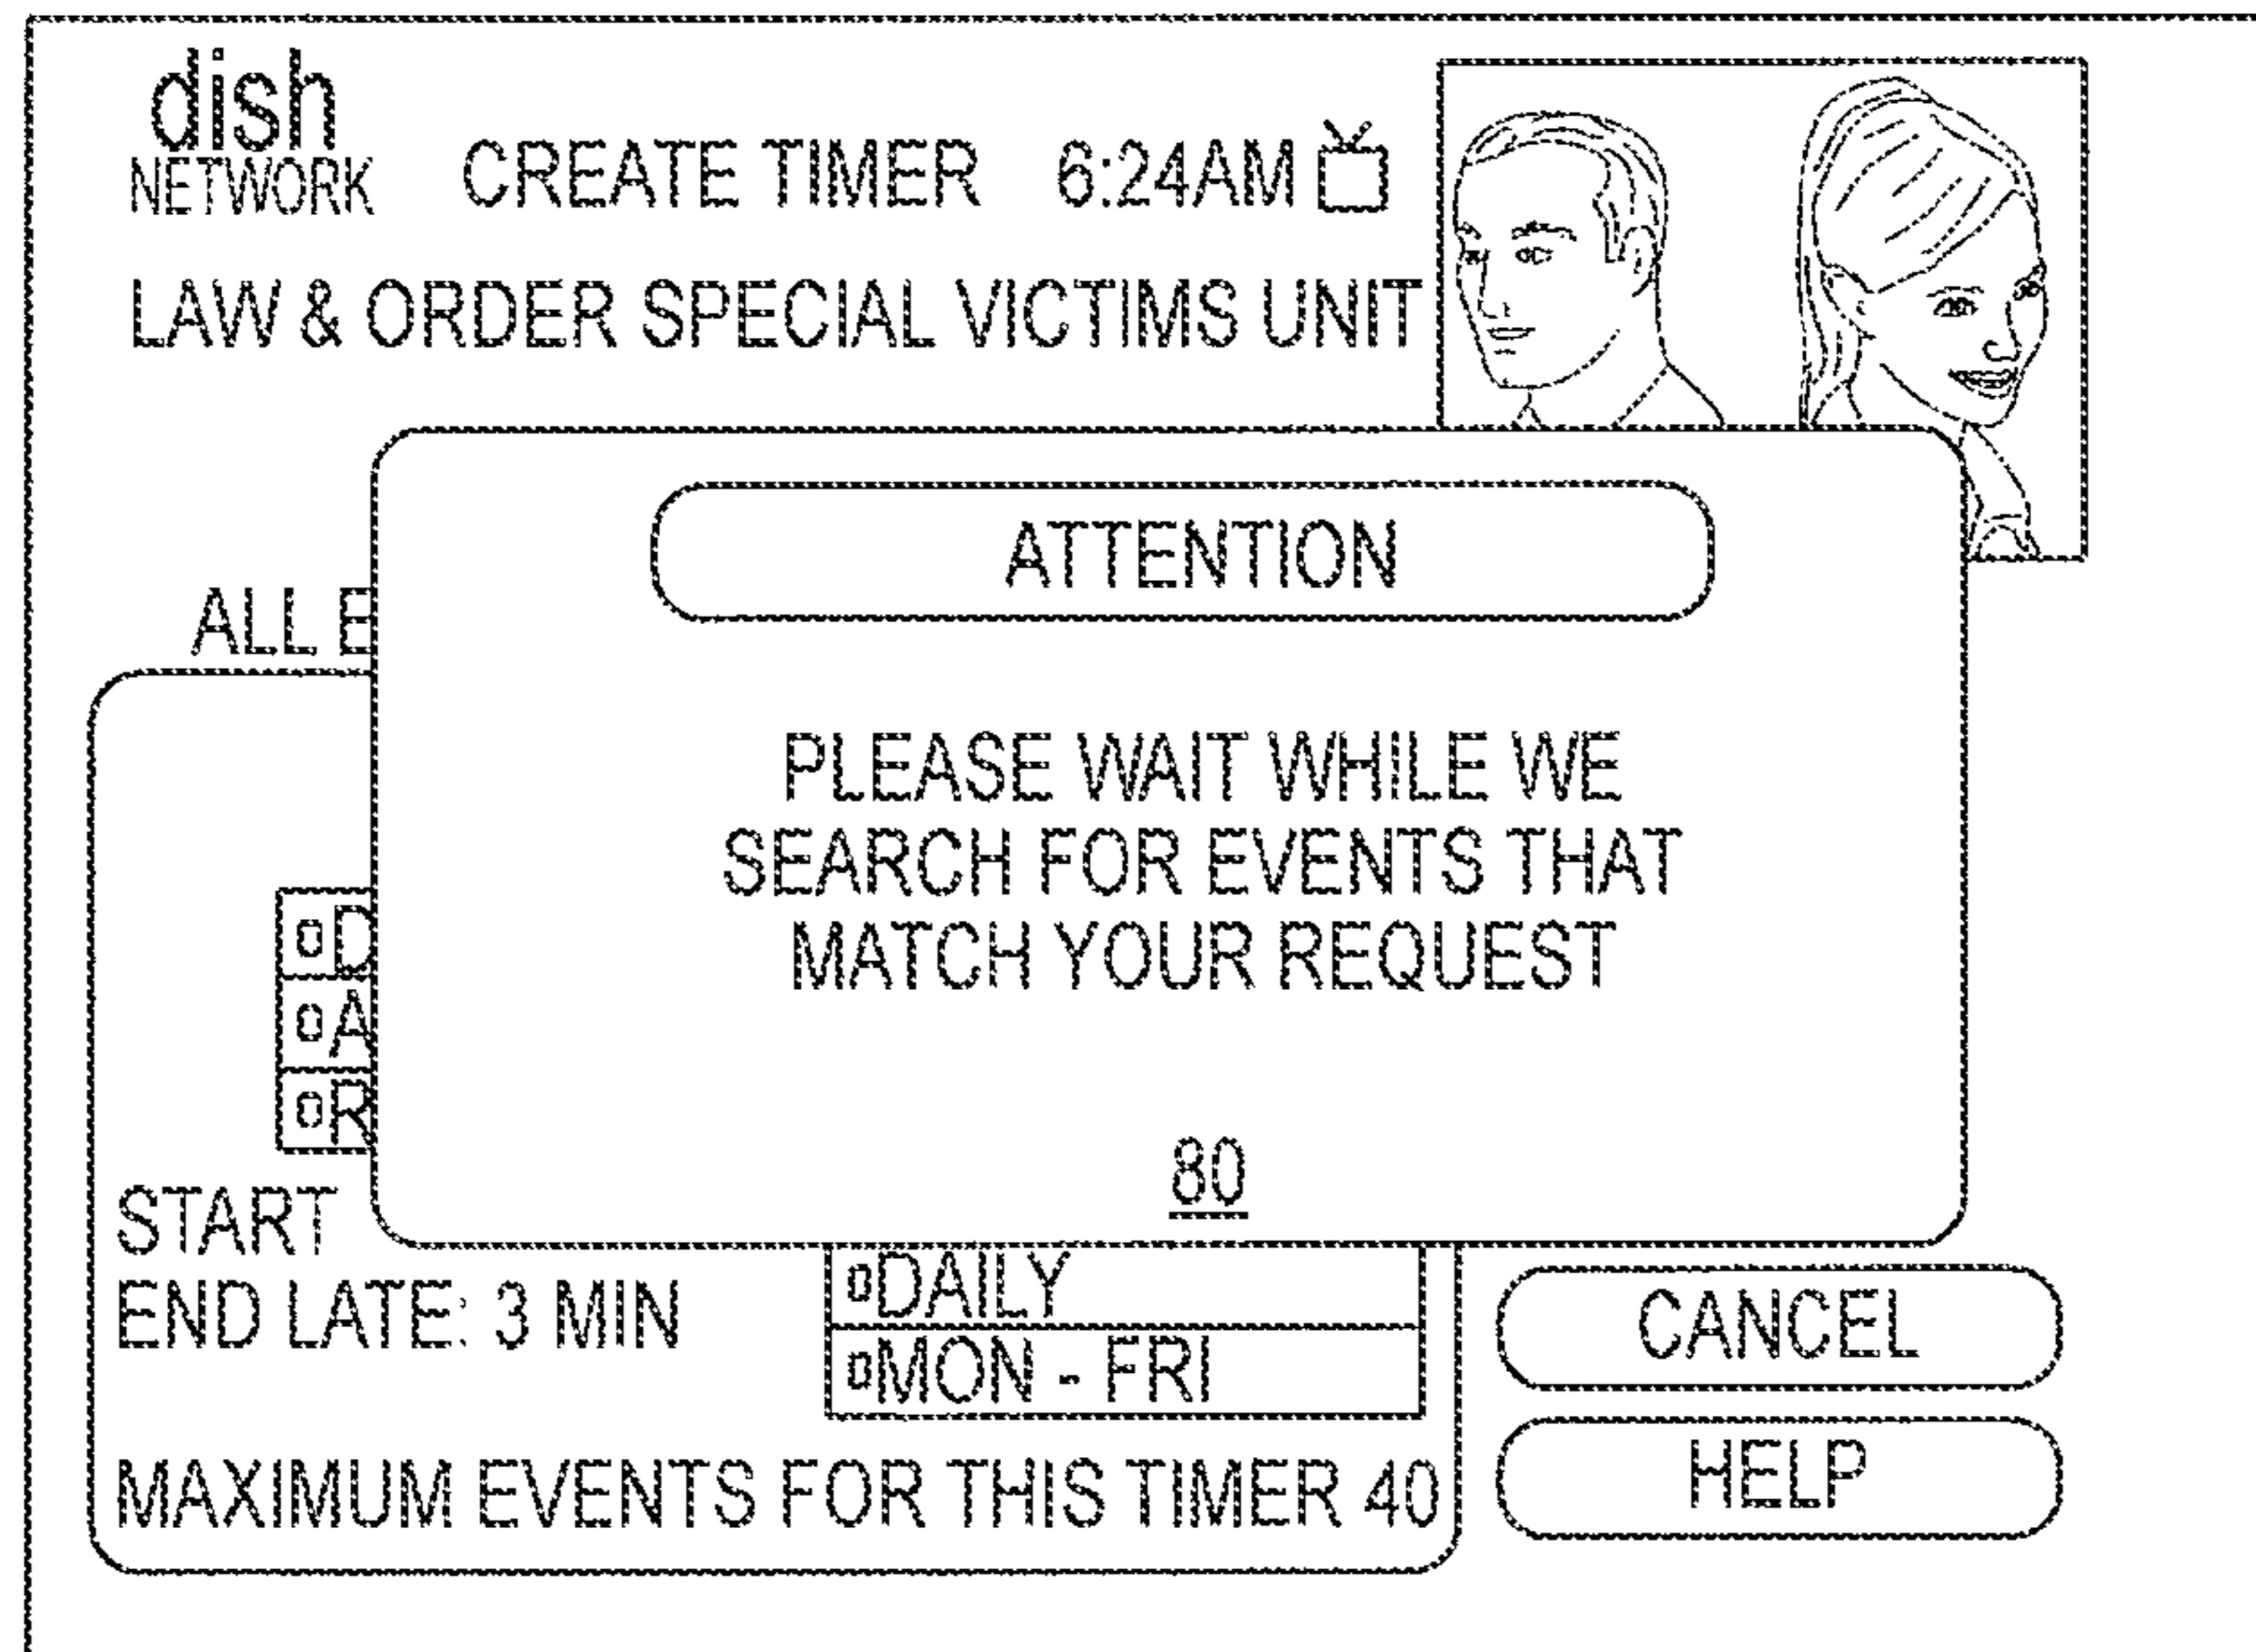 dish
NETWORK
CREATE TIMER 6:24AM
LAW & ORDER SPECIAL VICTIMS UNIT
ATTENTION
ALL E
PLEASE WAIT WHILE WE
SEARCH FOR EVENTS THAT
MATCH YOUR REQUEST
D
A
R
80
START
END LATE: 3 MIN
DAILY
MON - FRI
MAXIMUM EVENTS FOR THIS TIMER 40
CANCEL
HELP